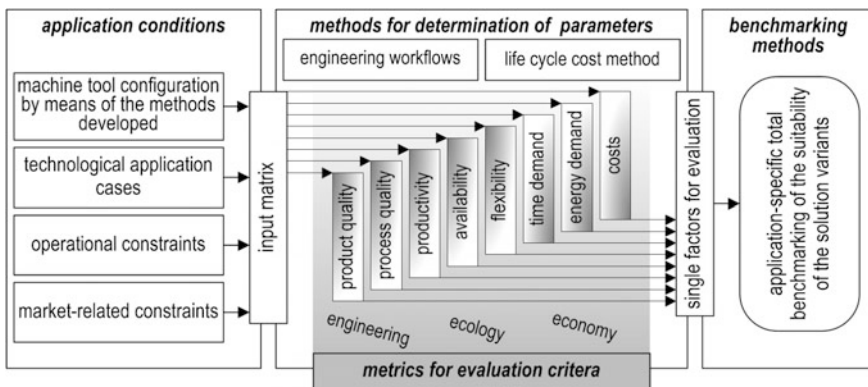 application conditions
machine tool configuration
by means of the methods
developed
technological application
cases
operational constraints
market-related constraints
input matrix
methods for determination of parameters
engineering workflows
life cycle cost method
product quality
process quality
productivity
availability
flexibility
time demand
energy demand
costs
engineering
ecology
economy
metrics for evaluation critera
single factors for evaluation
benchmarking
methods
application-specific total
benchmarking of the suitability
of the solution variants